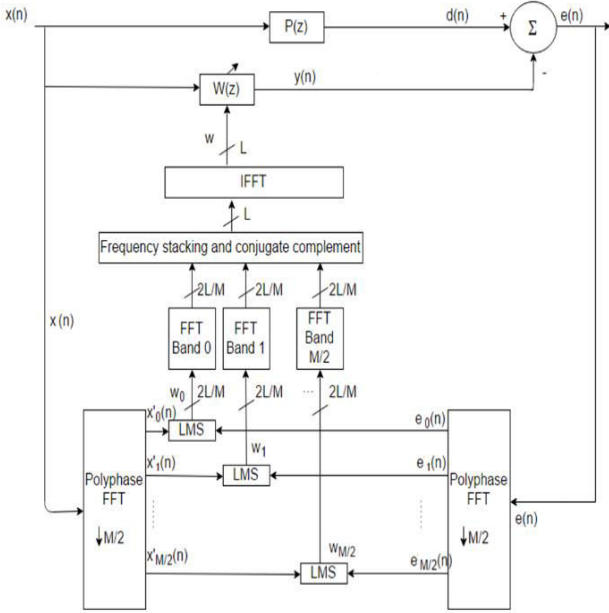 x(n)
P(z)
d(n)
+
Σ
e(n)
W(z)
y(n)
-
w
L
IFFT
L
Frequency stacking and conjugate complement
2L/M
2L/M
2L/M
x(n)
FFT
Band 0
FFT
Band 1
FFT
Band
M/2
w0
2L/M
2L/M
...
2L/M
x'0(n)
LMS
e0(n)
w1
x'1(n)
LMS
e1(n)
Polyphase
FFT
↓M/2
Polyphase
FFT
↓M/2
e(n)
wM/2
x'M/2(n)
LMS
eM/2(n)